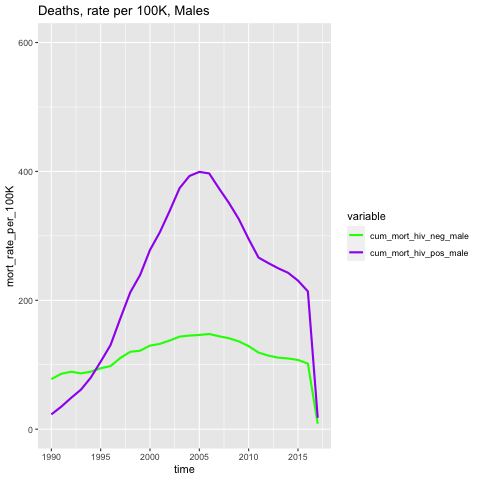 Deaths, rate per 100K, Males
mort_rate_per_100K
600
400
200
0
1990
1995
2000
2005
2010
2015
time
variable
cum_mort_hiv_neg_male
cum_mort_hiv_pos_male